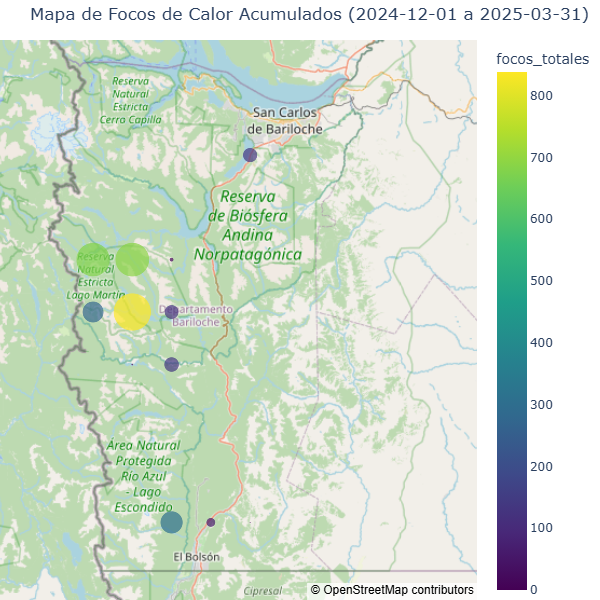 Mapa de Focos de Calor Acumulados (2024-12-01 a 2025-03-31)
focos_totales
800
700
600
500
400
300
200
100
0
Reserva
Natural
Estricta
Cerro Capilla
San Carlos
de Bariloche
Reserva
de Biósfera
Andina
Norpatagónica
Reserva
Natural
Estricta
Lago Martin
Departamento
Bariloche
Área Natural
Protegida
Río Azul
- Lago
Escondido
El Bolsón
Cipresal
© OpenStreetMap contributors